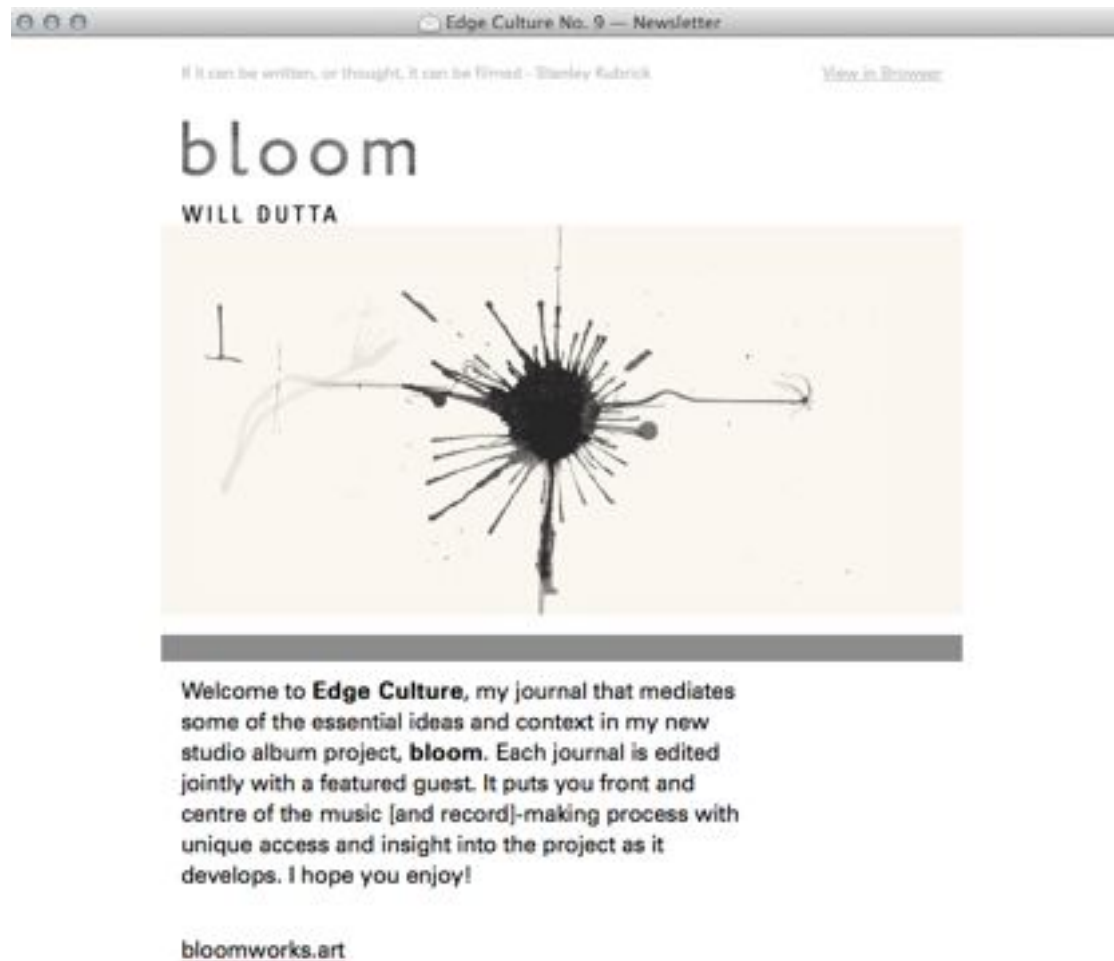 Edge Culture No. 9 — Newsletter
If it can be written, or thought, it can be filmed - Stanley Kubrick
View in Browser
bloom
WILL DUTTA
Welcome to Edge Culture, my journal that mediates
some of the essential ideas and context in my new
studio album project, bloom. Each journal is edited
jointly with a featured guest. It puts you front and
centre of the music [and record]-making process with
unique access and insight into the project as it
develops. I hope you enjoy!
bloomworks.art